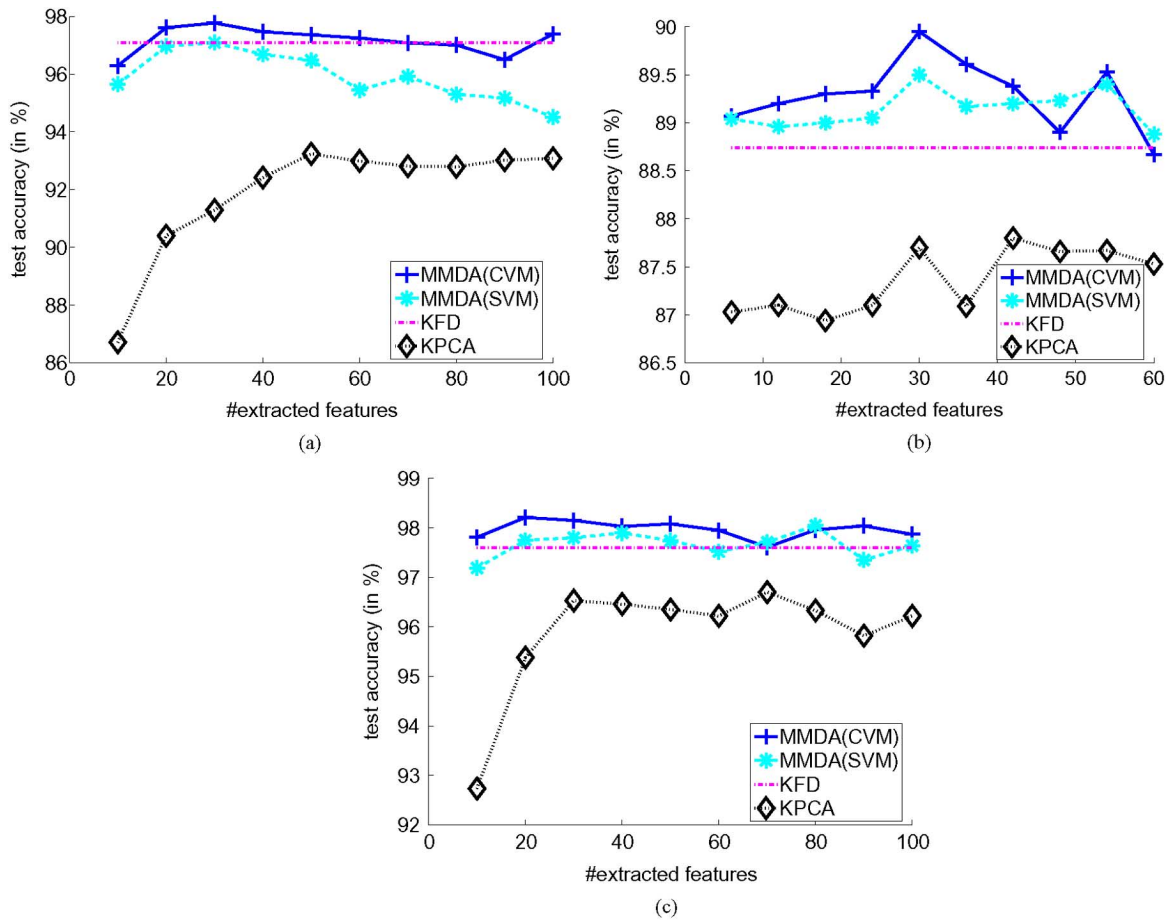 98
96
94
92
90
88
86
test accuracy (in %)
0 20 40 60 80 100
#extracted features
MMDA(CVM)
MMDA(SVM)
KFD
KPCA
(a)
90
89.5
89
88.5
88
87.5
87
86.5
test accuracy (in %)
0 10 20 30 40 50 60
#extracted features
MMDA(CVM)
MMDA(SVM)
KFD
KPCA
(b)
99
98
97
96
95
94
93
92
test accuracy (in %)
0 20 40 60 80 100
#extracted features
MMDA(CVM)
MMDA(SVM)
KFD
KPCA
(c)